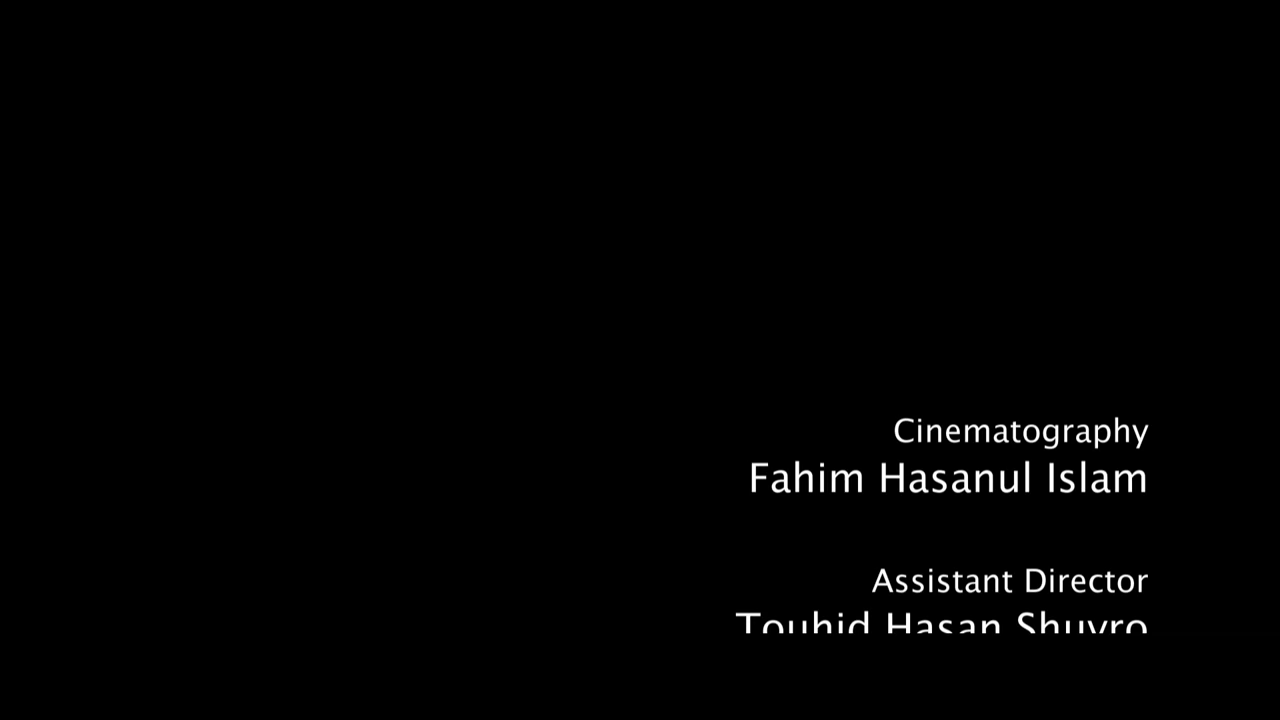 Cinematography
Fahim Hasanul Islam
Assistant Director
Touhid Hasan Shuvro